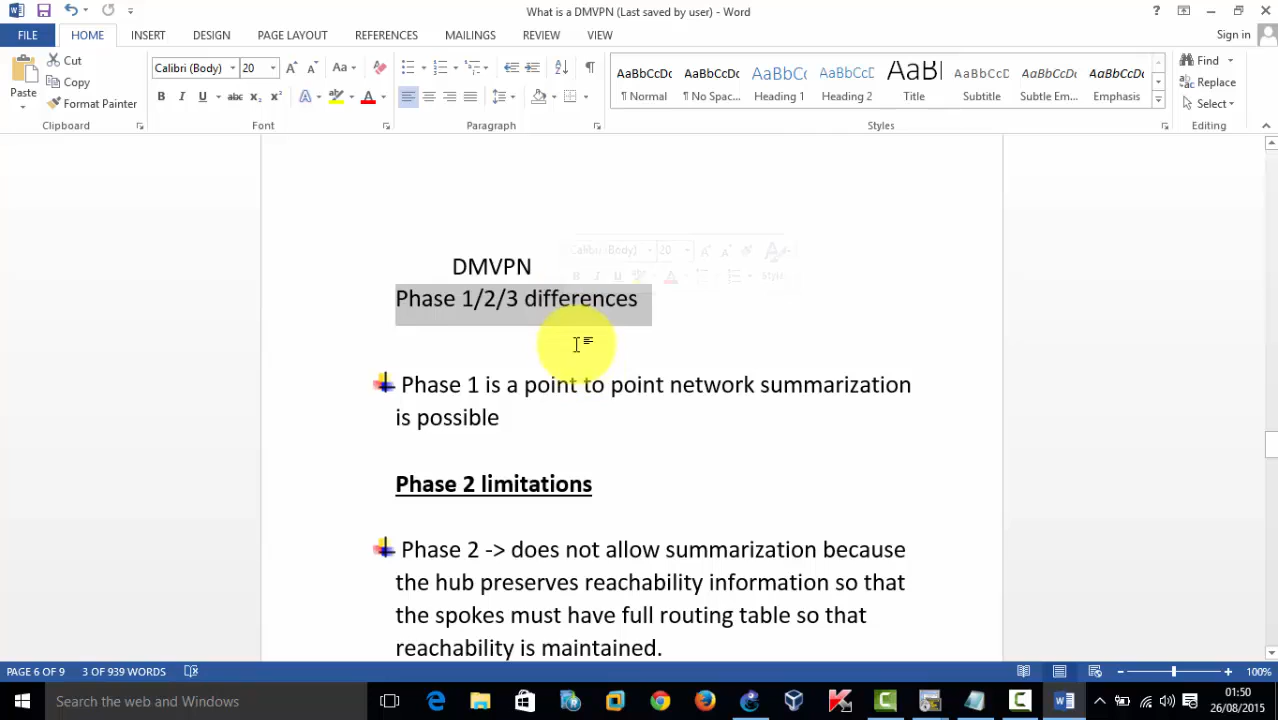 What is a DMVPN (Last saved by user) - Word
FILE HOME INSERT DESIGN PAGE LAYOUT REFERENCES MAILINGS REVIEW VIEW Sign in
Paste Cut Copy Format Painter
Calibri (Body) 20
AaBbCcDc AaBbCcDc AaBbCc AaBbCcD AaBl AaBbCcD AaBbCcDc AaBbCcDc
¶ Normal ¶ No Spac... Heading 1 Heading 2 Title Subtitle Subtle Em... Emphasis
Find Replace Select
Clipboard Font Paragraph Styles Editing
DMVPN
Phase 1/2/3 differences
Phase 1 is a point to point network summarization
is possible
Phase 2 limitations
Phase 2 -> does not allow summarization because
the hub preserves reachability information so that
the spokes must have full routing table so that
reachability is maintained.
PAGE 6 OF 9 3 OF 939 WORDS 100%
Search the web and Windows
01:50
26/08/2015